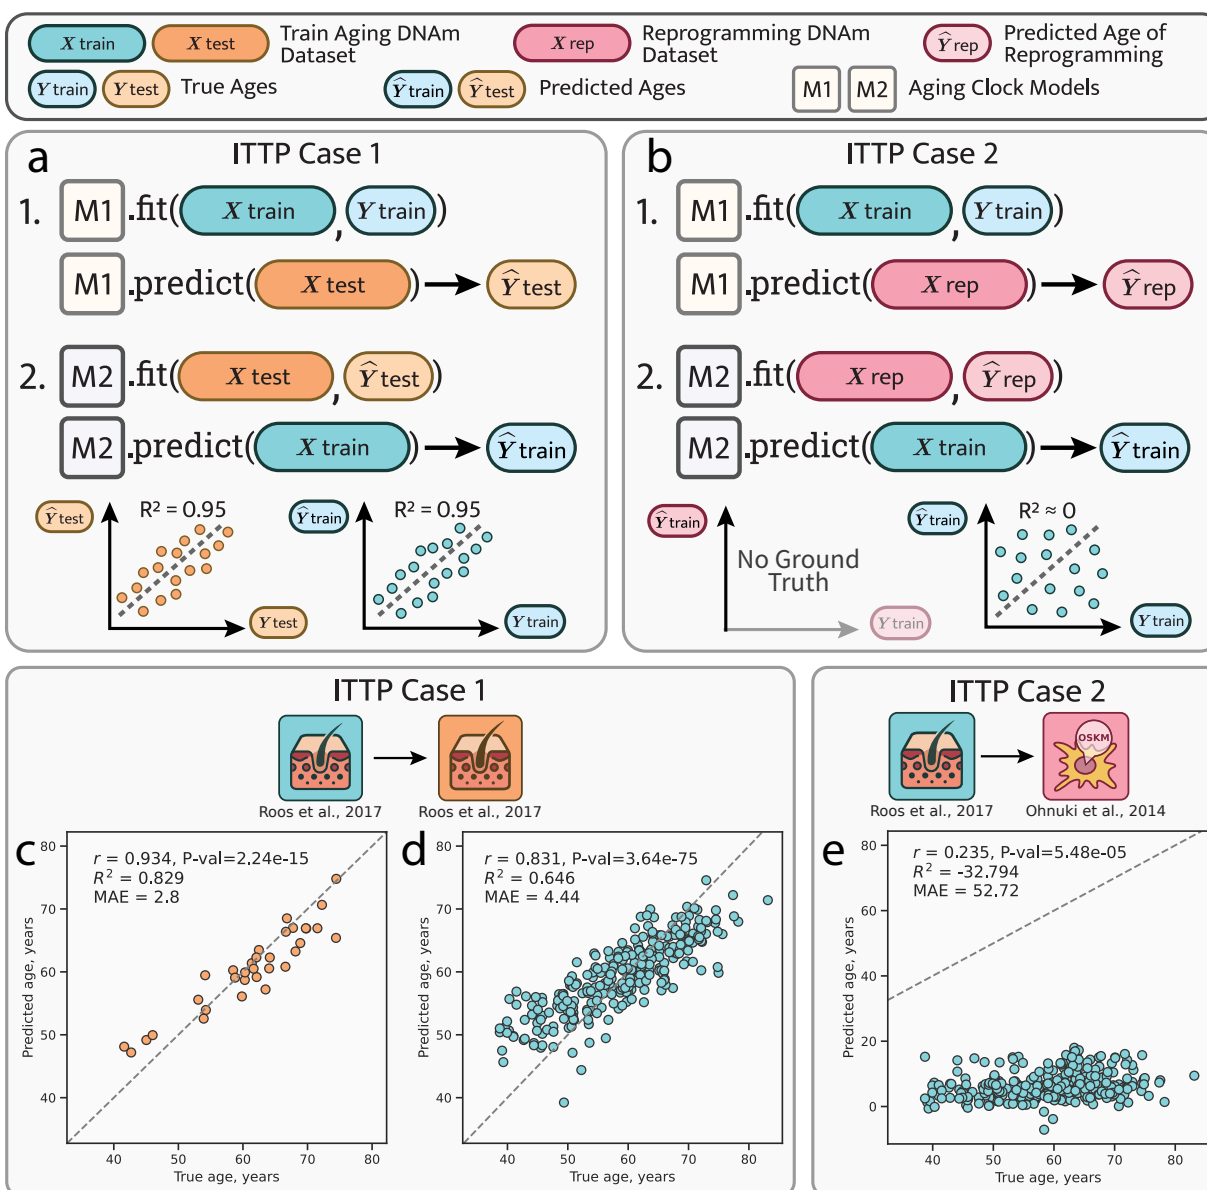 X train X test Train Aging DNAm Dataset X rep Reprogramming DNAm Dataset Ŷ rep Predicted Age of Reprogramming
Y train Y test True Ages Ŷ train Ŷ test Predicted Ages M1 M2 Aging Clock Models
a ITTP Case 1
1. M1 .fit( X train , Y train )
M1 .predict( X test ) Ŷ test
2. M2 .fit( X test , Ŷ test )
M2 .predict( X train ) Ŷ train
Ŷ test R² = 0.95 Y test
Ŷ train R² = 0.95 Y train
b ITTP Case 2
1. M1 .fit( X train , Y train )
M1 .predict( X rep ) Ŷ rep
2. M2 .fit( X rep , Ŷ rep )
M2 .predict( X train ) Ŷ train
Ŷ train No Ground Truth Y train
Ŷ train R² ≈ 0 Y train
ITTP Case 1
Roos et al., 2017 Roos et al., 2017
c
r = 0.934, P-val=2.24e-15
R² = 0.829
MAE = 2.8
80
70
60
50
40
Predicted age, years
40 50 60 70 80
True age, years
d
r = 0.831, P-val=3.64e-75
R² = 0.646
MAE = 4.44
80
70
60
50
40
Predicted age, years
40 50 60 70 80
True age, years
ITTP Case 2
OSKM
Roos et al., 2017 Ohnuki et al., 2014
e
r = 0.235, P-val=5.48e-05
R² = -32.794
MAE = 52.72
80
60
40
20
0
Predicted age, years
40 50 60 70 80
True age, years